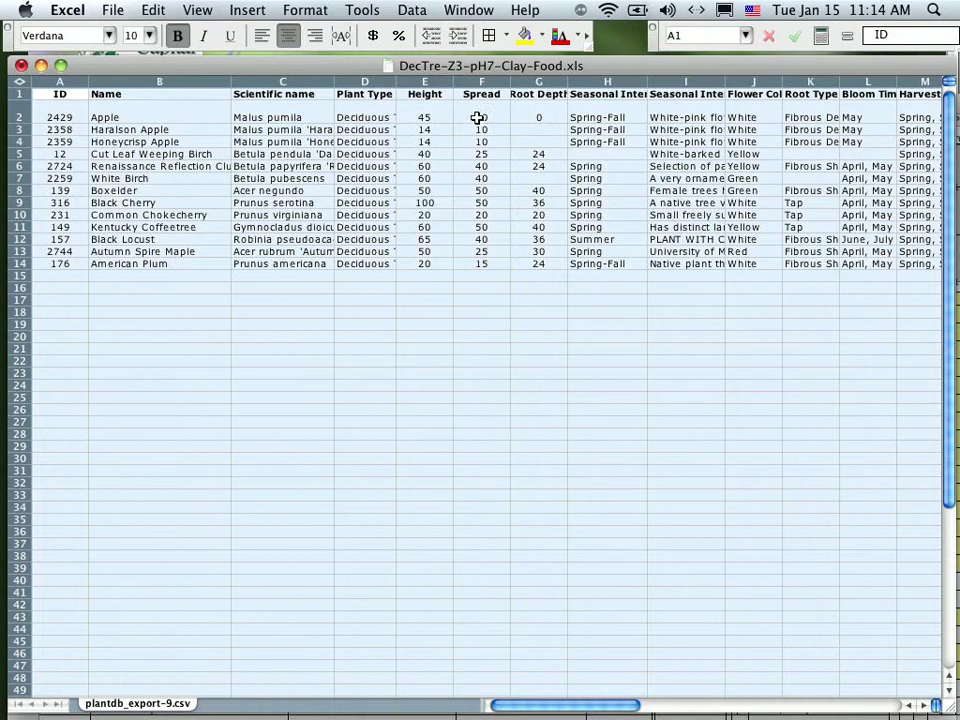 Excel File Edit View Insert Format Tools Data Window Help Tue Jan 15 11:14 AM
Verdana 10 B I U $ % A1 ID
DecTre-Z3-pH7-Clay-Food.xls
A B C D E F G H I J K L M
1 ID Name Scientific name Plant Type Height Spread Root Depth Seasonal Inter Seasonal Inte Flower Col Root Type Bloom Tim Harvest
2 2429 Apple Malus pumila Deciduous 45 0 Spring-Fall White-pink flo White Fibrous De May Spring, S
3 2358 Haralson Apple Malus pumila 'Hara Deciduous 14 10 Spring-Fall White-pink flo White Fibrous De May Spring, S
4 2359 Honeycrisp Apple Malus pumila 'Hone Deciduous 14 10 Spring-Fall White-pink flo White Fibrous De May Spring, S
5 12 Cut Leaf Weeping Birch Betula pendula 'Da Deciduous 40 25 24 White-barked Yellow April, May Spring, S
6 2724 Renaissance Reflection Clu Betula papyrifera 'R Deciduous 60 40 24 Spring Selection of pa Yellow Fibrous Sh April, May Spring, S
7 2259 White Birch Betula pubescens Deciduous 60 40 Spring A very orname Green April, May Spring, S
8 139 Boxelder Acer negundo Deciduous 50 50 40 Spring Female trees h Green Fibrous Sh April, May Spring, S
9 316 Black Cherry Prunus serotina Deciduous 100 50 36 Spring A native tree v White Tap April, May Spring, S
10 231 Common Chokecherry Prunus virginiana Deciduous 20 20 20 Spring Small freely su White Tap April, May Spring, S
11 149 Kentucky Coffeetree Gymnocladus dioicu Deciduous 60 50 40 Spring Has distinct lar Yellow Tap April, May Spring, S
12 157 Black Locust Robinia pseudoaca Deciduous 65 40 36 Summer PLANT WITH C White Fibrous Sh June, July Spring, S
13 2744 Autumn Spire Maple Acer rubrum 'Autum Deciduous 50 25 30 Spring University of M Red Fibrous Sh April, May Spring, S
14 176 American Plum Prunus americana Deciduous 20 15 24 Spring-Fall Native plant th White Fibrous Sh April, May Spring, S
15
16
17
18
19
20
21
22
23
24
25
26
27
28
29
30
31
32
33
34
35
36
37
38
39
40
41
42
43
44
45
46
47
48
49
plantdb_export-9.csv